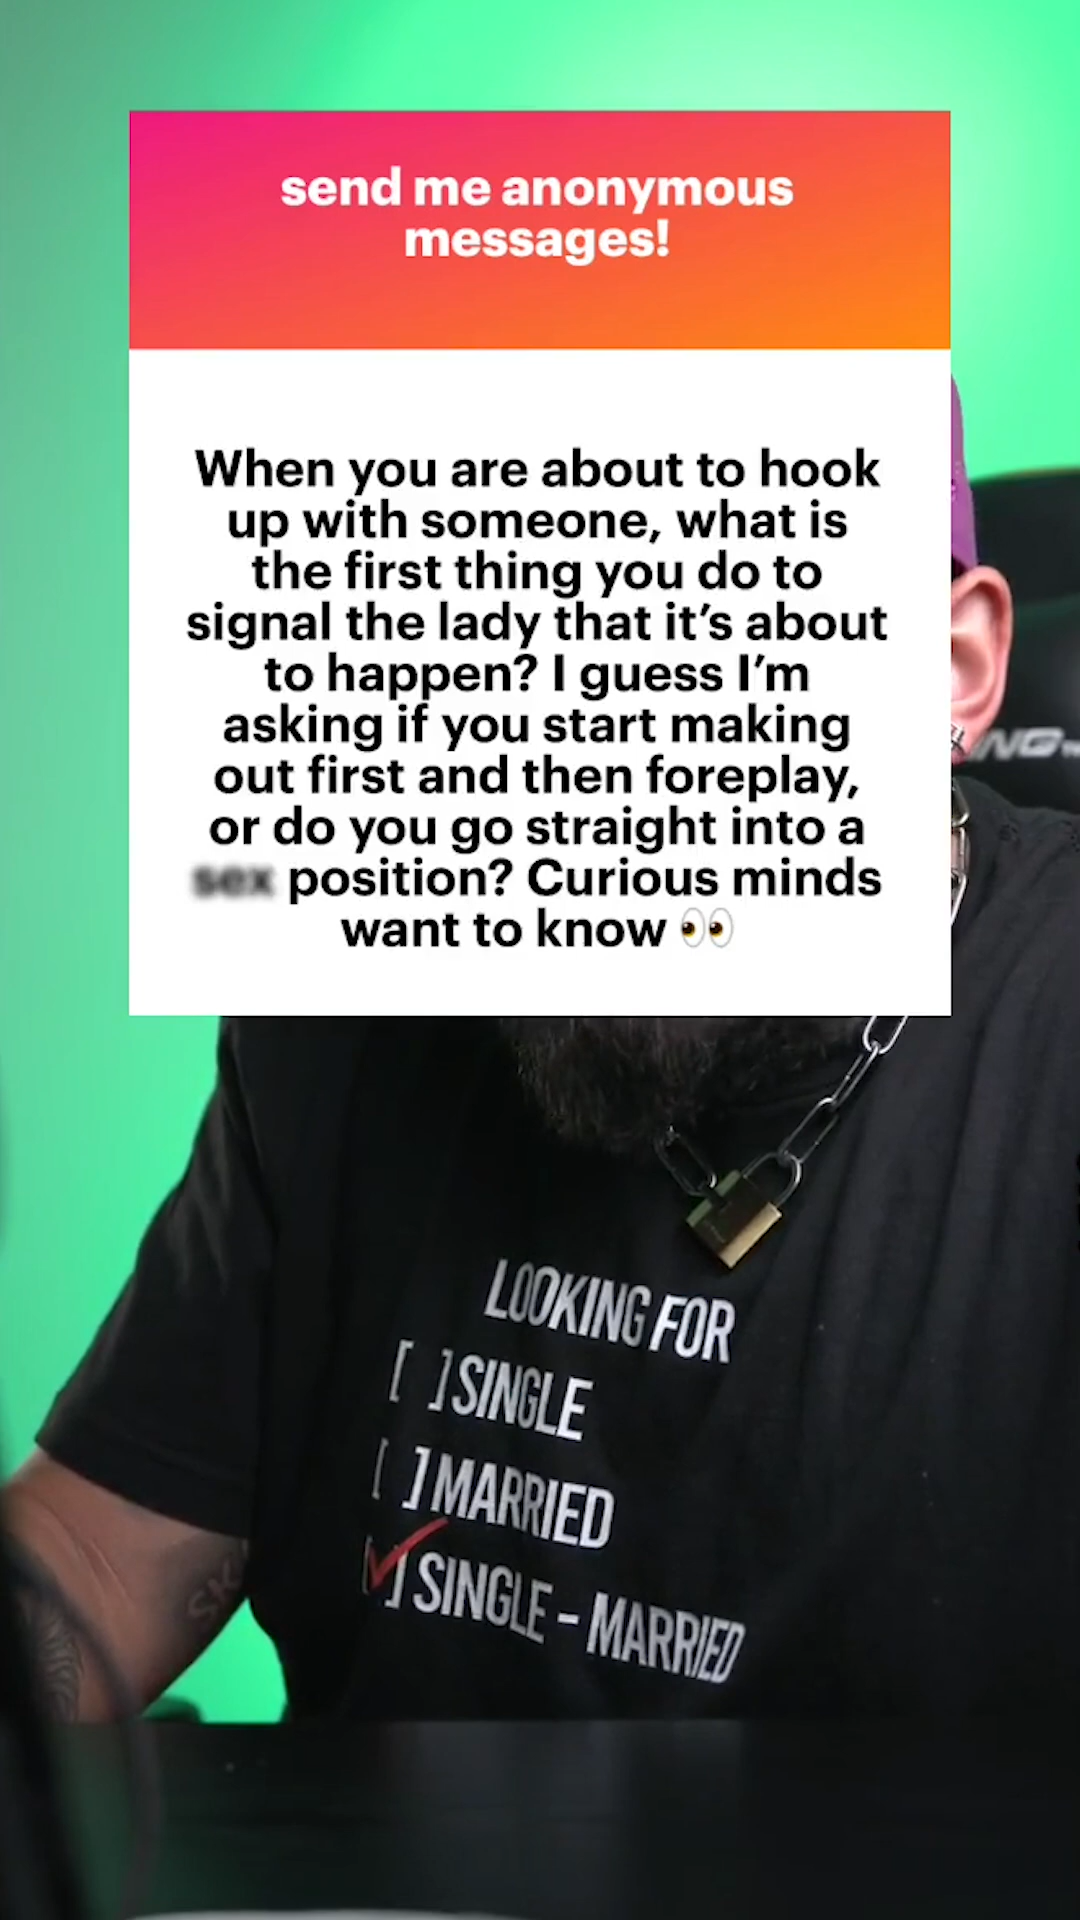 send me anonymous
messages!
When you are about to hook
up with someone, what is
the first thing you do to
signal the lady that it’s about
to happen? I guess I’m
asking if you start making
out first and then foreplay,
or do you go straight into a
sex position? Curious minds
want to know 👀
LOOKING FOR
[ ] SINGLE
[ ] MARRIED
[✓] SINGLE - MARRIED